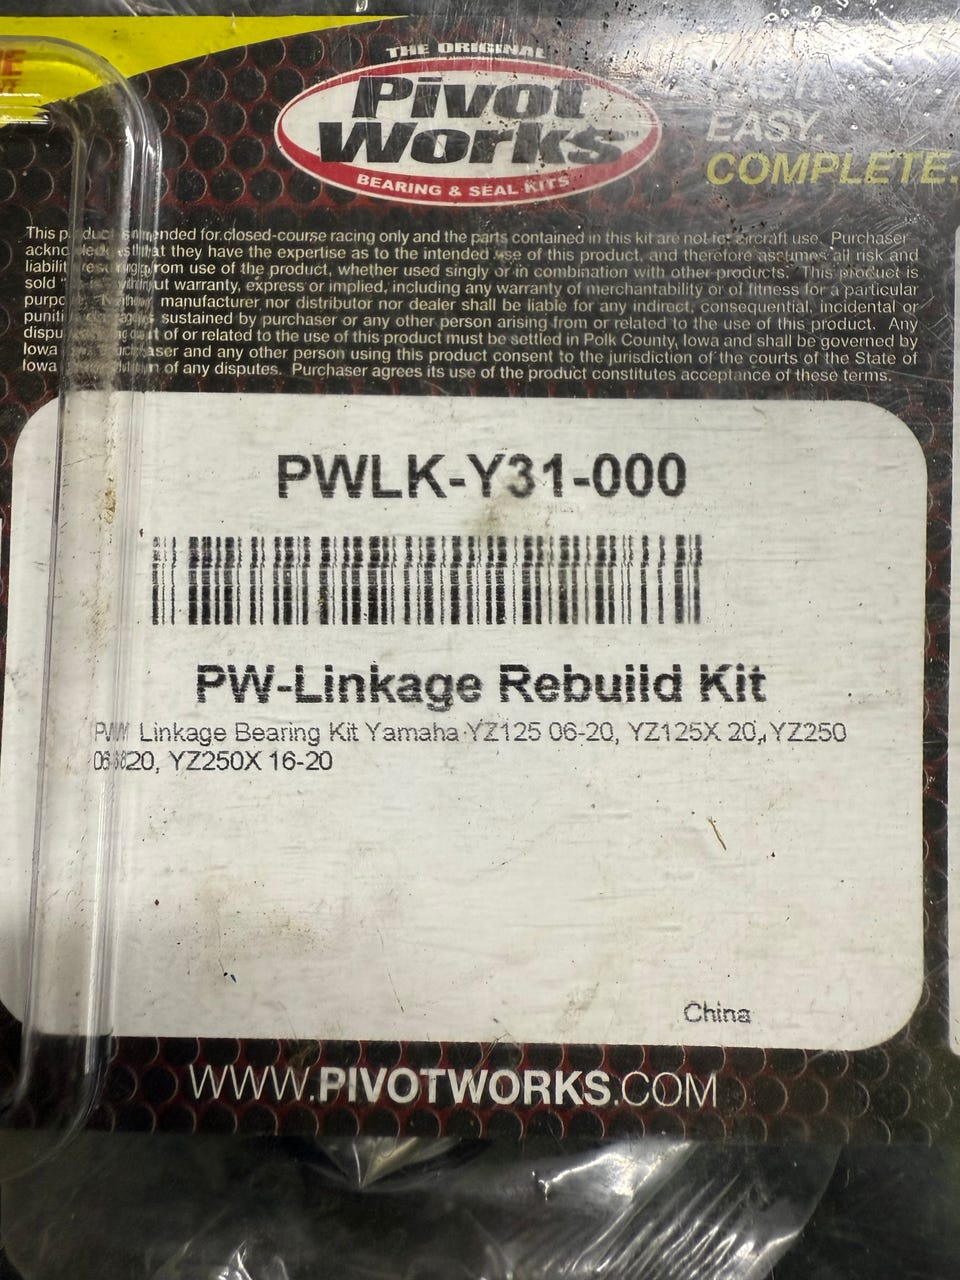 THE ORIGINAL
Pivot
Works™
BEARING & SEAL KITS
EASY.
COMPLETE.
This intended for closed-course racing only and the parts contained in this kit are not for aircraft use. Purchaser
that they have the expertise as to the intended use of this product, and therefore assumes all risk and
from use of the product, whether used singly or in combination with other products. This product is
sold without warranty, express or implied, including any warranty of merchantability or of fitness for a particular
manufacturer nor distributor nor dealer shall be liable for any indirect, consequential, incidental or
sustained by purchaser or any other person arising from or related to the use of this product. Any
out of or related to the use of this product must be settled in Polk County, Iowa and shall be governed by
Iowa purchaser and any other person using this product consent to the jurisdiction of the courts of the State of
Iowa of any disputes. Purchaser agrees its use of the product constitutes acceptance of these terms.
PWLK-Y31-000
PW-Linkage Rebuild Kit
PW Linkage Bearing Kit Yamaha YZ125 06-20, YZ125X 20, YZ250
06-20, YZ250X 16-20
China
WWW.PIVOTWORKS.COM